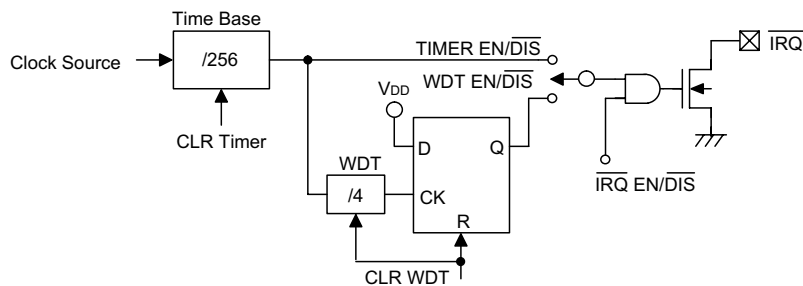 Time Base
Clock Source
/256
CLR Timer
TIMER EN/DIS
WDT EN/DIS
IRQ
VDD
D
Q
CK
R
WDT
/4
CLR WDT
IRQ EN/DIS